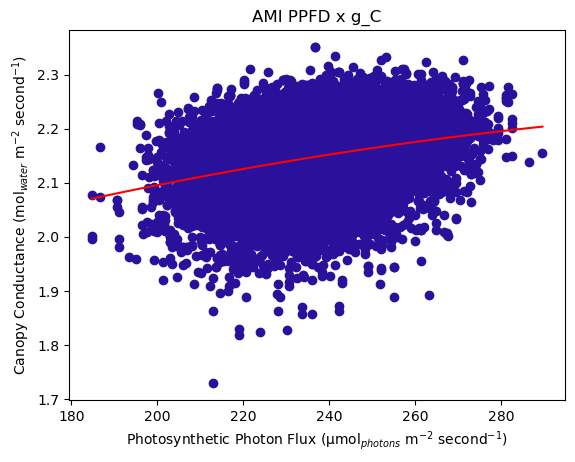 AMI PPFD x g_C
Canopy Conductance (mol_water m⁻² second⁻¹)
2.3
2.2
2.1
2.0
1.9
1.8
1.7
180 200 220 240 260 280
Photosynthetic Photon Flux (μmol_photons m⁻² second⁻¹)